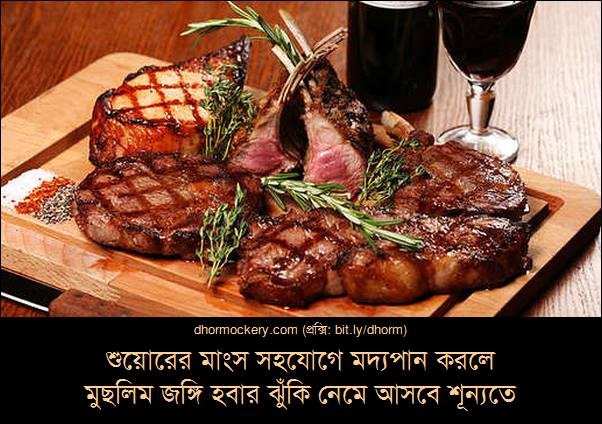 dhormockery.com (প্রক্সি: bit.ly/dhorm)
শুয়োরের মাংস সহযোগে মদ্যপান করলে
মুছলিম জঙ্গি হবার ঝুঁকি নেমে আসবে শূন্যতে